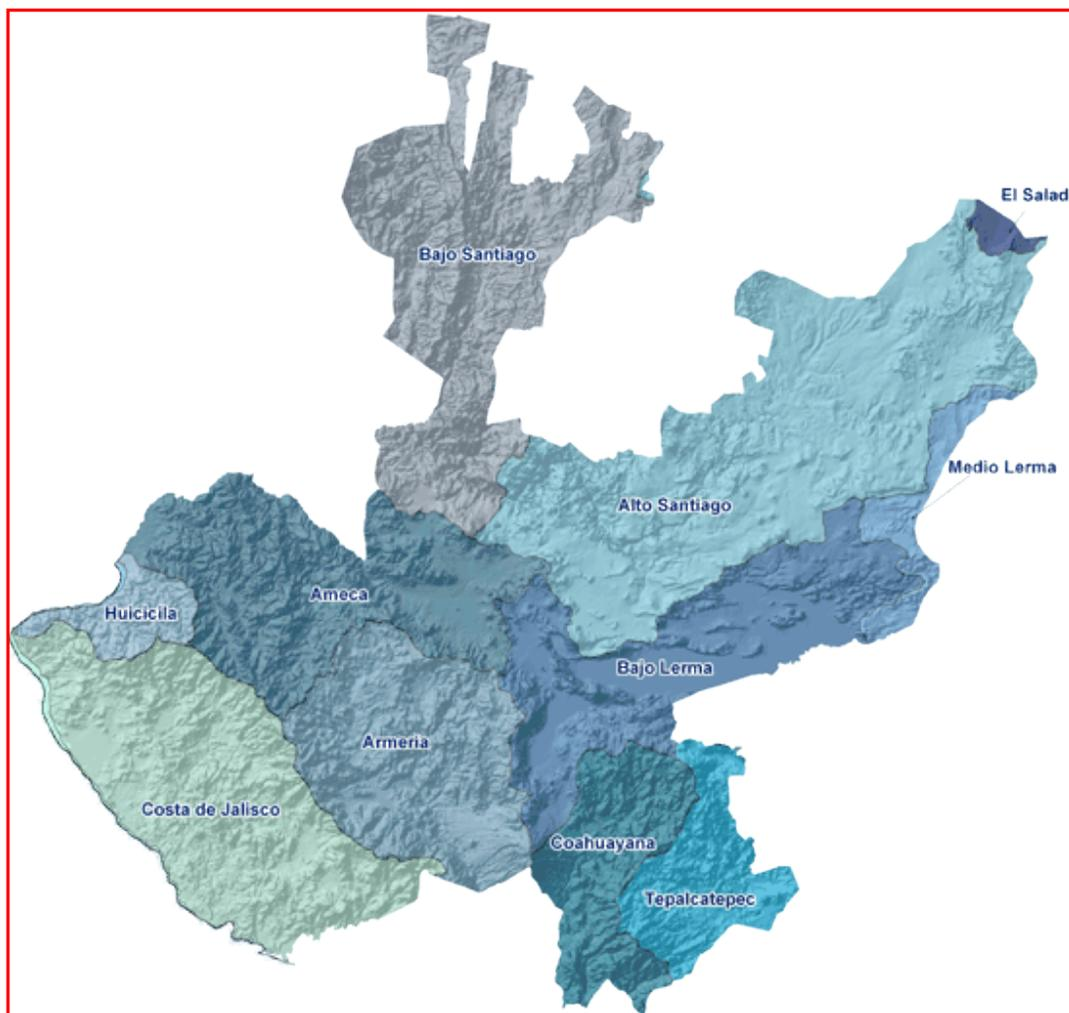 El Salad
Bajo Santiago
Medio Lerma
Alto Santiago
Ameca
Huicicila
Bajo Lerma
Armeria
Costa de Jalisco
Coahuayana
Tepalcatepec